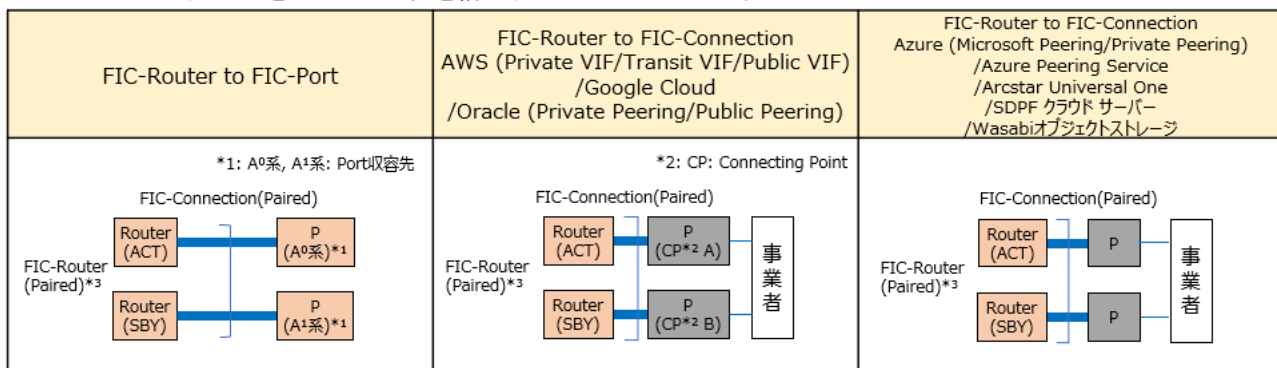 FIC-Router to FIC-Port
FIC-Router to FIC-Connection
AWS (Private VIF/Transit VIF/Public VIF)
/Google Cloud
/Oracle (Private Peering/Public Peering)
FIC-Router to FIC-Connection
Azure (Microsoft Peering/Private Peering)
/Azure Peering Service
/Arcstar Universal One
/SDPF クラウド サーバー
/Wasabiオブジェクトストレージ
*1: A⁰系, A¹系: Port収容先
FIC-Connection(Paired)
Router
(ACT)
P
(A⁰系)*1
FIC-Router
(Paired)*3
Router
(SBY)
P
(A¹系)*1
*2: CP: Connecting Point
FIC-Connection(Paired)
Router
(ACT)
P
(CP*2 A)
FIC-Router
(Paired)*3
事業者
Router
(SBY)
P
(CP*2 B)
FIC-Connection(Paired)
Router
(ACT)
P
FIC-Router
(Paired)*3
事業者
Router
(SBY)
P